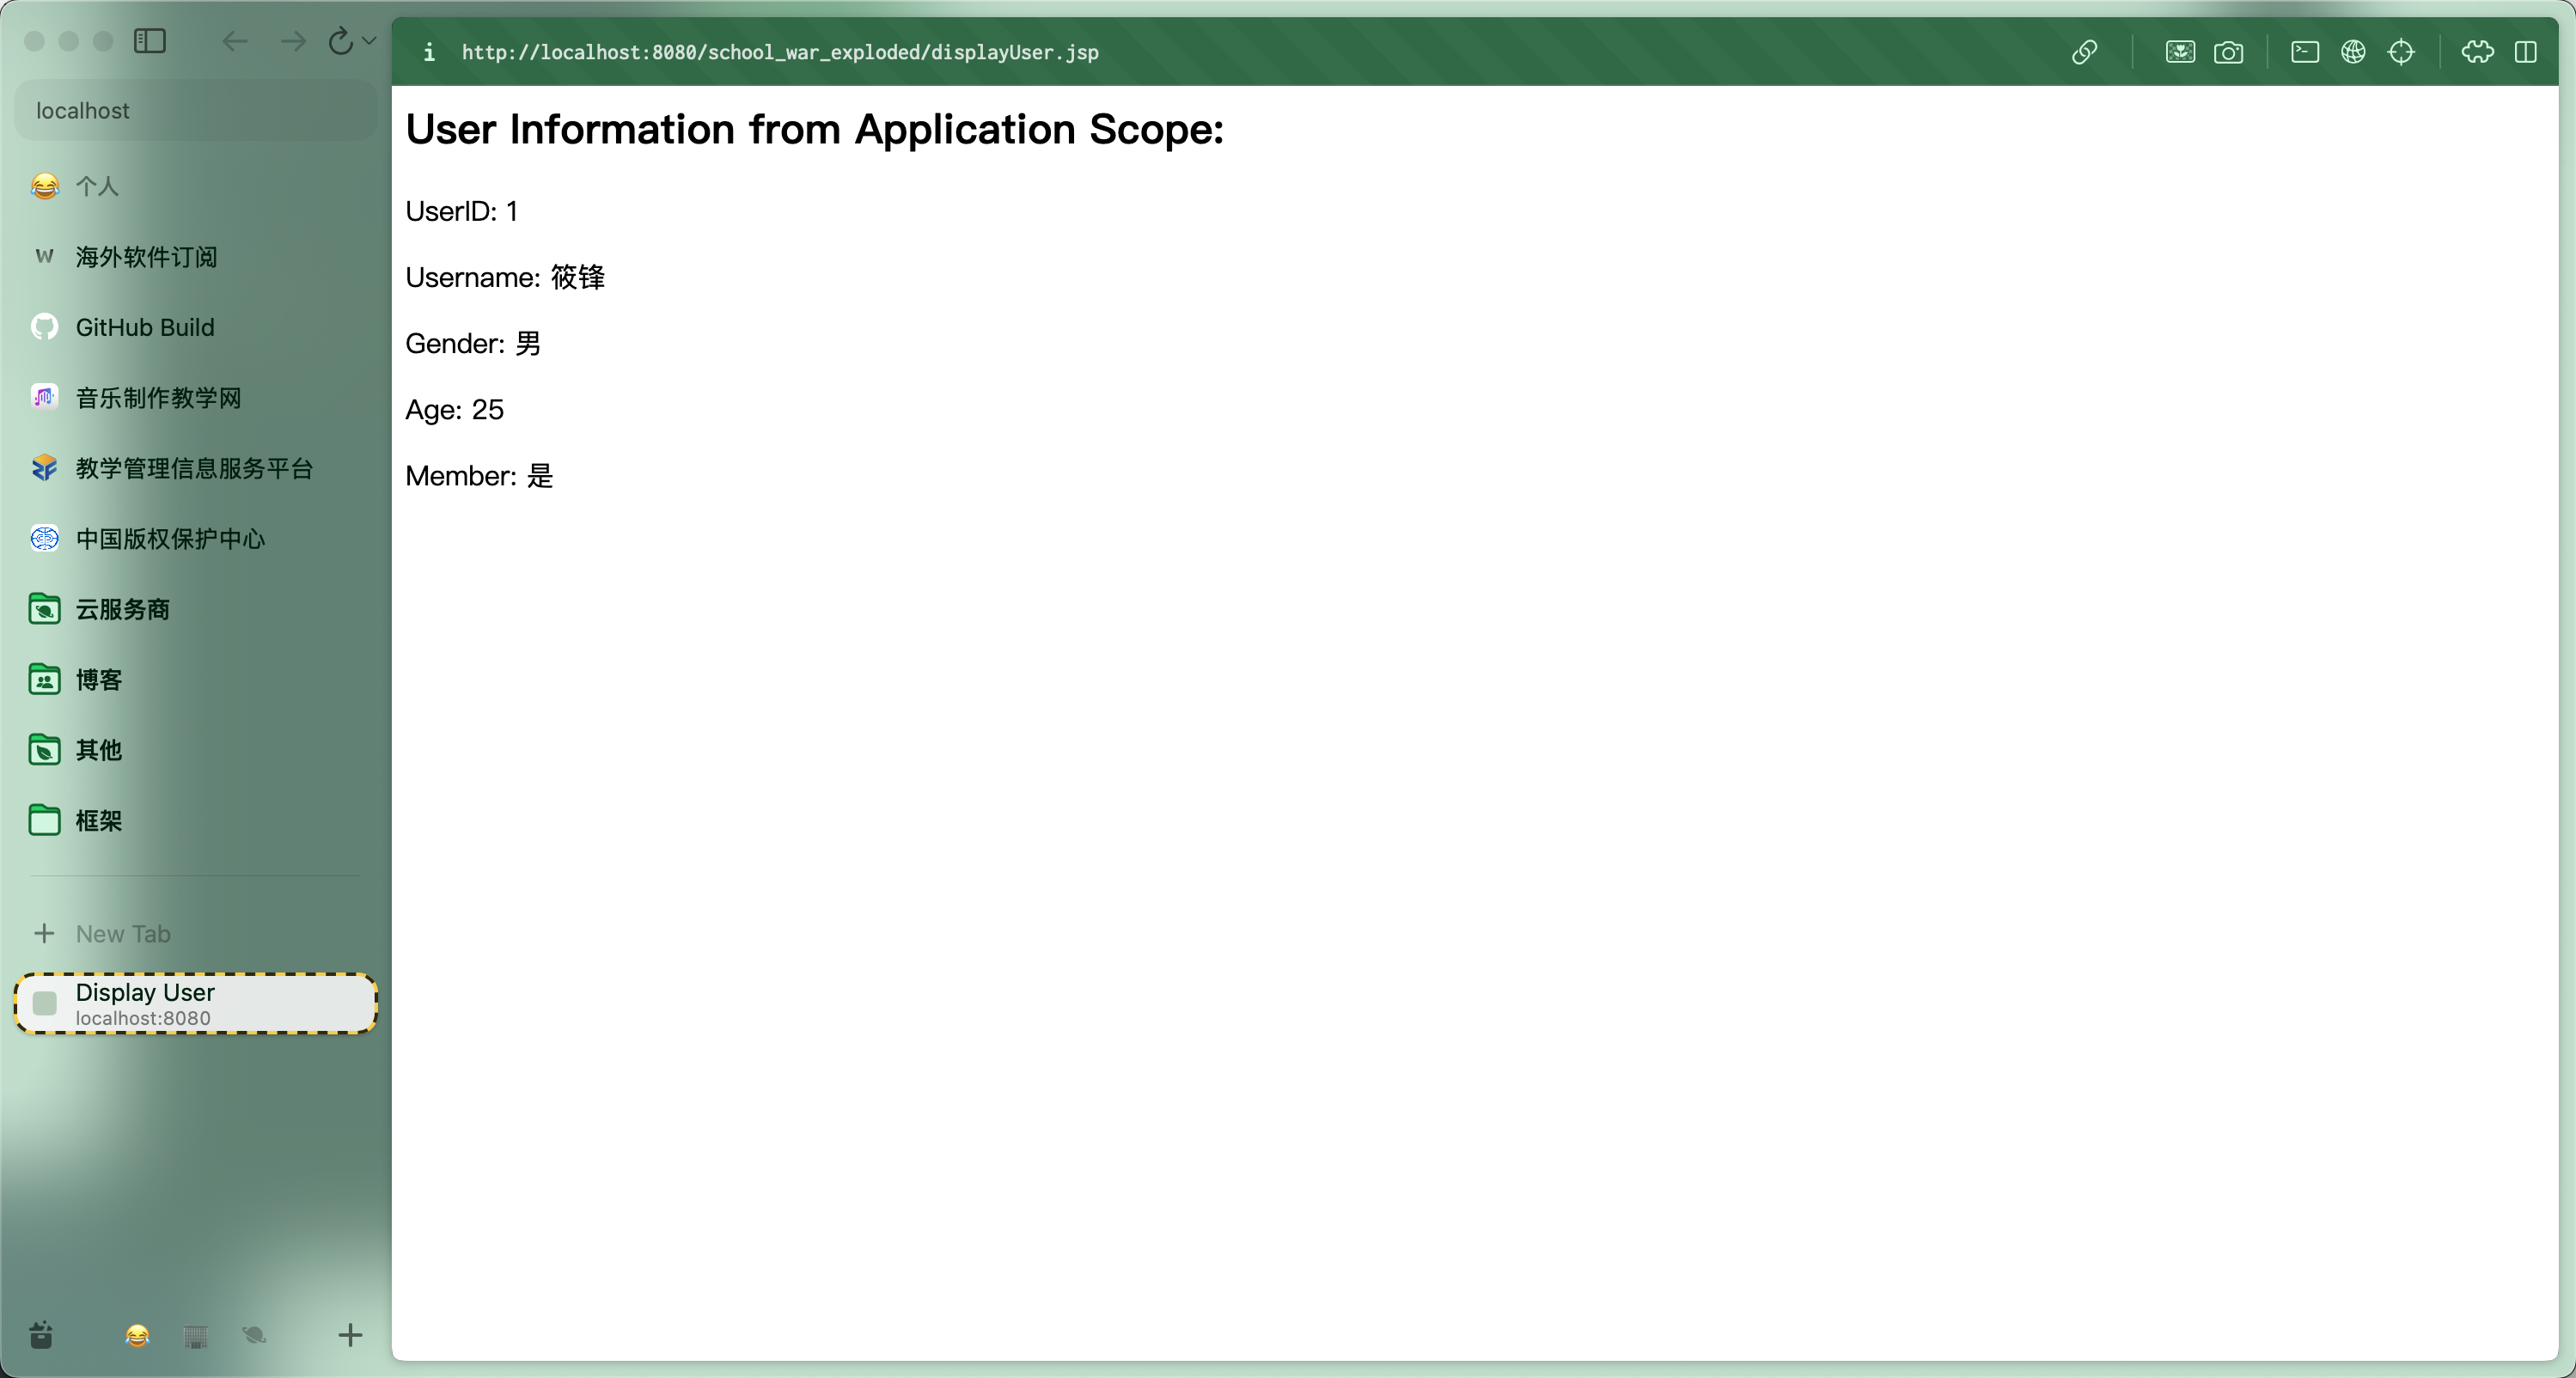 localhost
个人
W 海外软件订阅
GitHub Build
音乐制作教学网
教学管理信息服务平台
中国版权保护中心
云服务商
博客
其他
框架
New Tab
Display User
localhost:8080
http://localhost:8080/school_war_exploded/displayUser.jsp
User Information from Application Scope:
UserID: 1
Username: 筱锋
Gender: 男
Age: 25
Member: 是